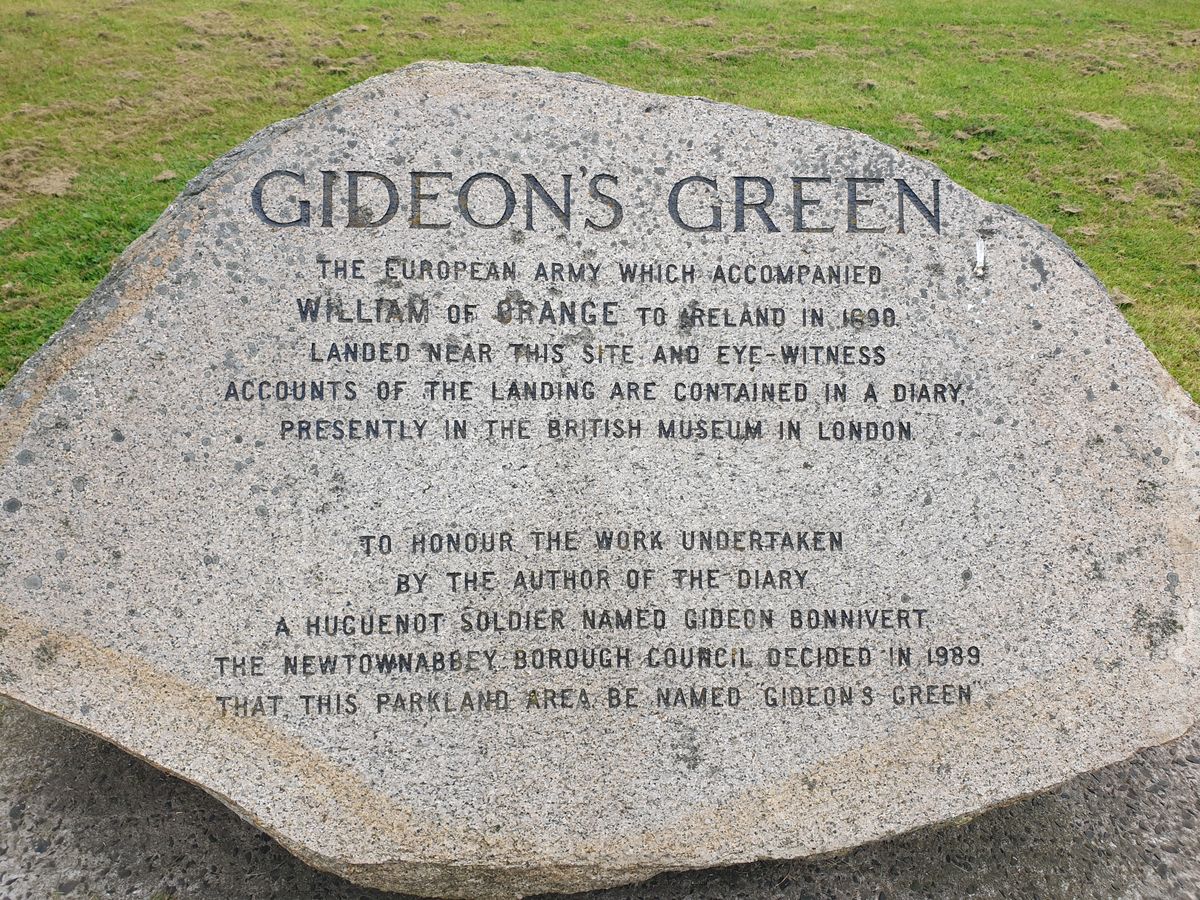 GIDEON'S GREEN
THE EUROPEAN ARMY WHICH ACCOMPANIED
WILLIAM OF ORANGE TO IRELAND IN 1690.
LANDED NEAR THIS SITE AND EYE-WITNESS
ACCOUNTS OF THE LANDING ARE CONTAINED IN A DIARY,
PRESENTLY IN THE BRITISH MUSEUM IN LONDON.
TO HONOUR THE WORK UNDERTAKEN
BY THE AUTHOR OF THE DIARY
A HUGUENOT SOLDIER NAMED GIDEON BONNIVERT.
THE NEWTOWNABBEY BOROUGH COUNCIL DECIDED IN 1989.
THAT THIS PARKLAND AREA BE NAMED "GIDEON'S GREEN"